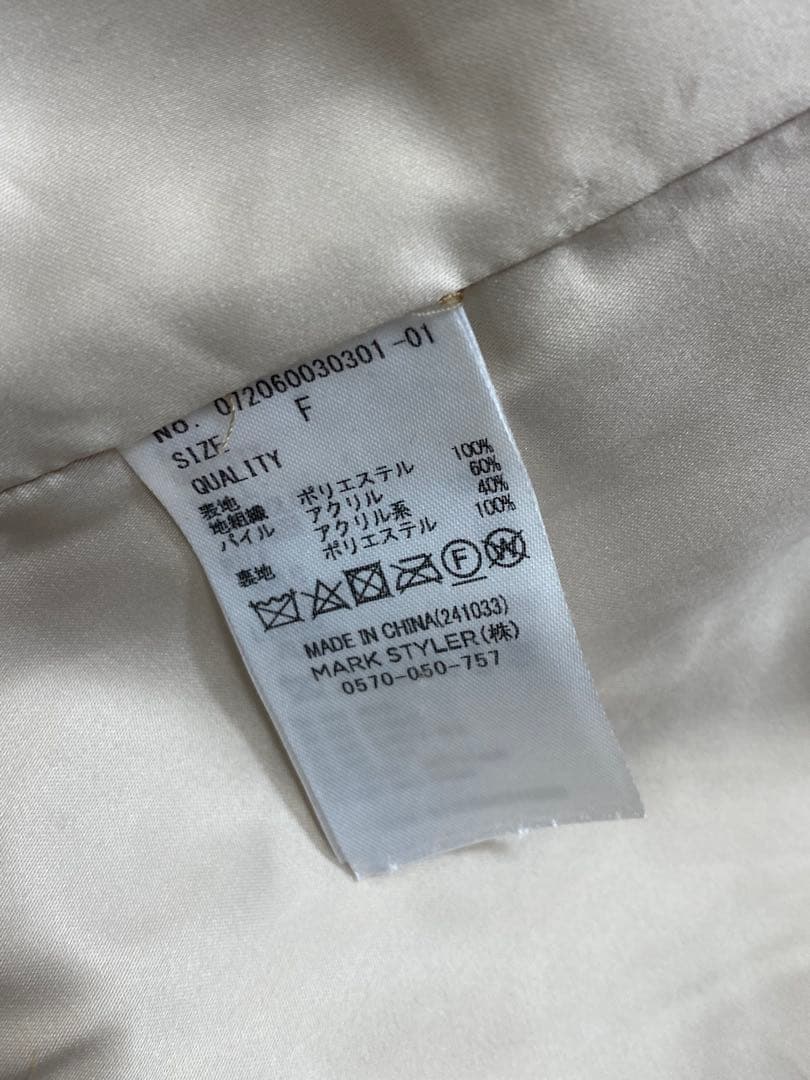 No. 072060030301-01
SIZE F
QUALITY
表地
地組織 ポリエステル 100%
パイル アクリル 60%
アクリル系 40%
裏地 ポリエステル 100%
F W
MADE IN CHINA(241033)
MARK STYLER(株)
0570-050-757